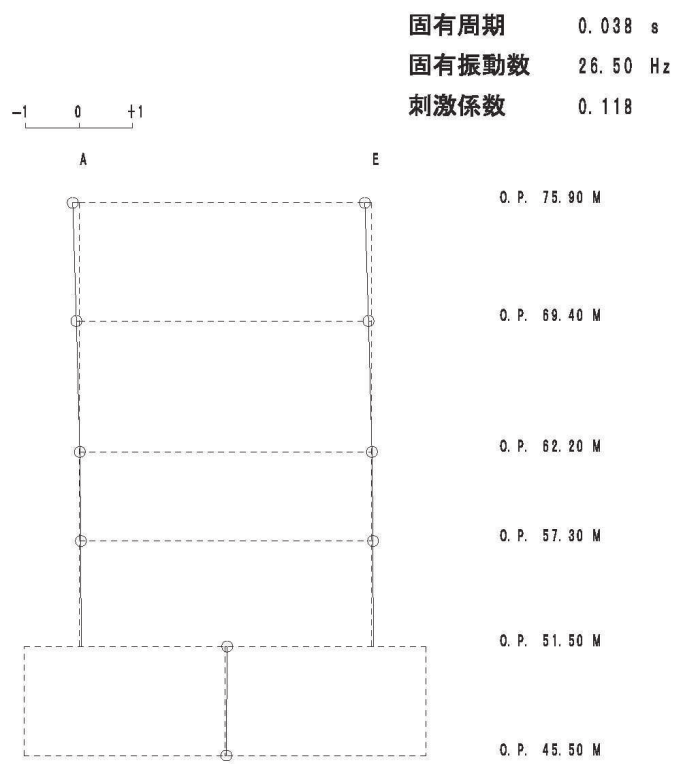 固有周期 0.038 s
固有振動数 26.50 Hz
刺激係数 0.118
-1 0 +1
A E
O.P. 75.90 M
O.P. 69.40 M
O.P. 62.20 M
O.P. 57.30 M
O.P. 51.50 M
O.P. 45.50 M